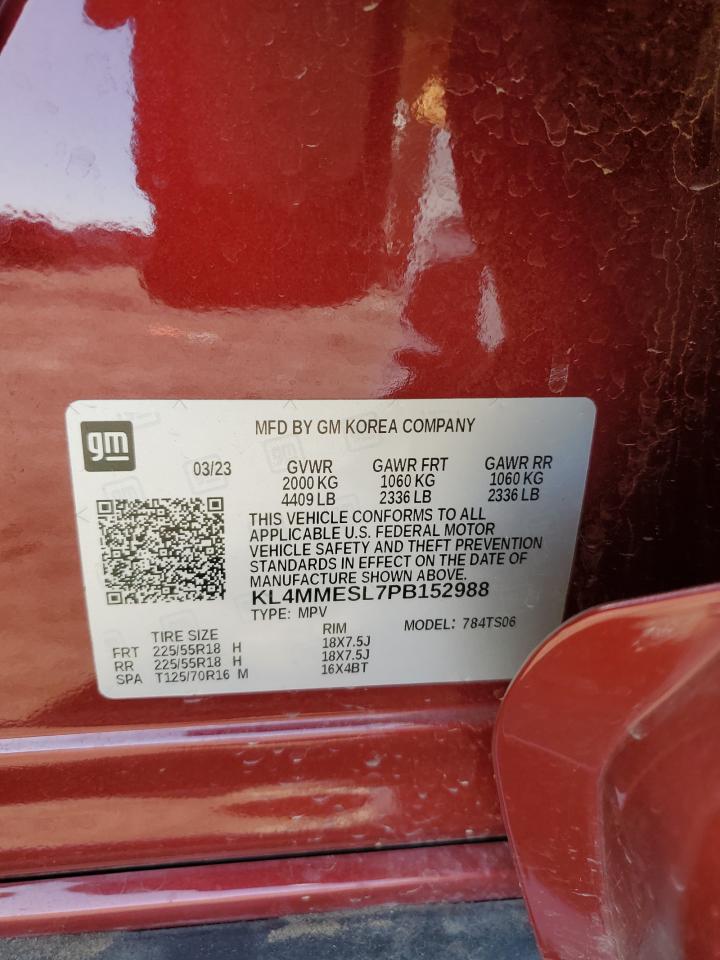 gm
MFD BY GM KOREA COMPANY
03/23 GVWR GAWR FRT GAWR RR
2000 KG 1060 KG 1060 KG
4409 LB 2336 LB 2336 LB
THIS VEHICLE CONFORMS TO ALL
APPLICABLE U.S. FEDERAL MOTOR
VEHICLE SAFETY AND THEFT PREVENTION
STANDARDS IN EFFECT ON THE DATE OF
MANUFACTURE SHOWN ABOVE.
KL4MMESL7PB152988
TYPE: MPV MODEL: 784TS06
TIRE SIZE RIM
FRT 225/55R18 H 18X7.5J
RR 225/55R18 H 18X7.5J
SPA T125/70R16 M 16X4BT